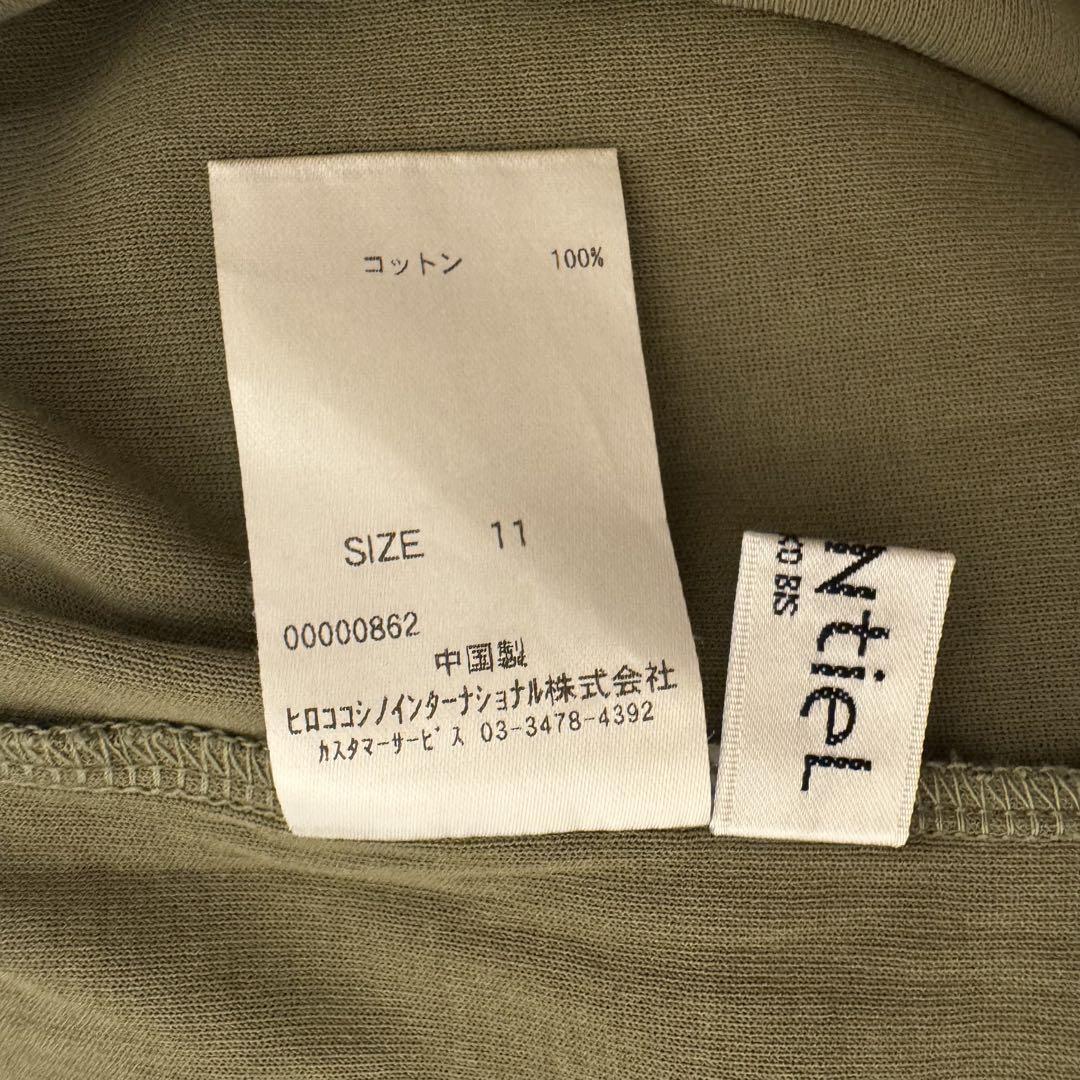 コットン 100%
SIZE 11
00000862
中国製
ヒロココシノインターナショナル株式会社
カスタマーサービス 03-3478-4392
NtieL
KO BIS